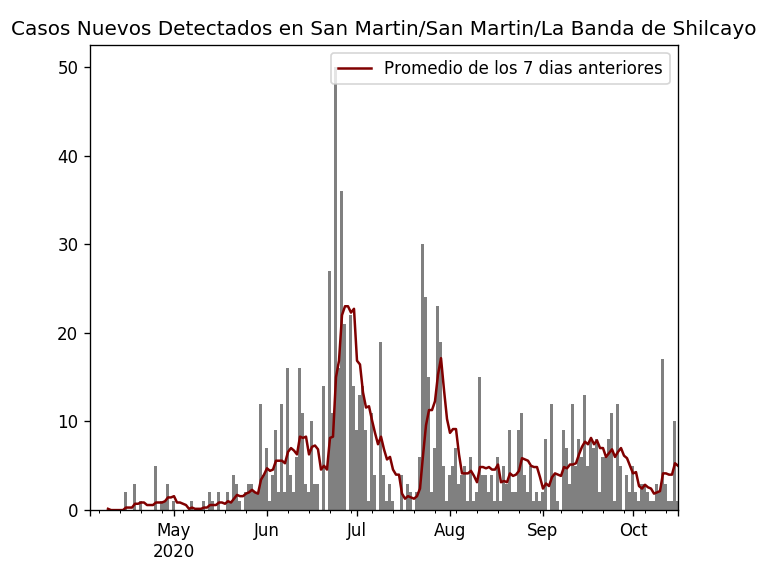 Casos Nuevos Detectados en San Martin/San Martin/La Banda de Shilcayo
Promedio de los 7 dias anteriores
50
40
30
20
10
0
May Jun Jul Aug Sep Oct
2020